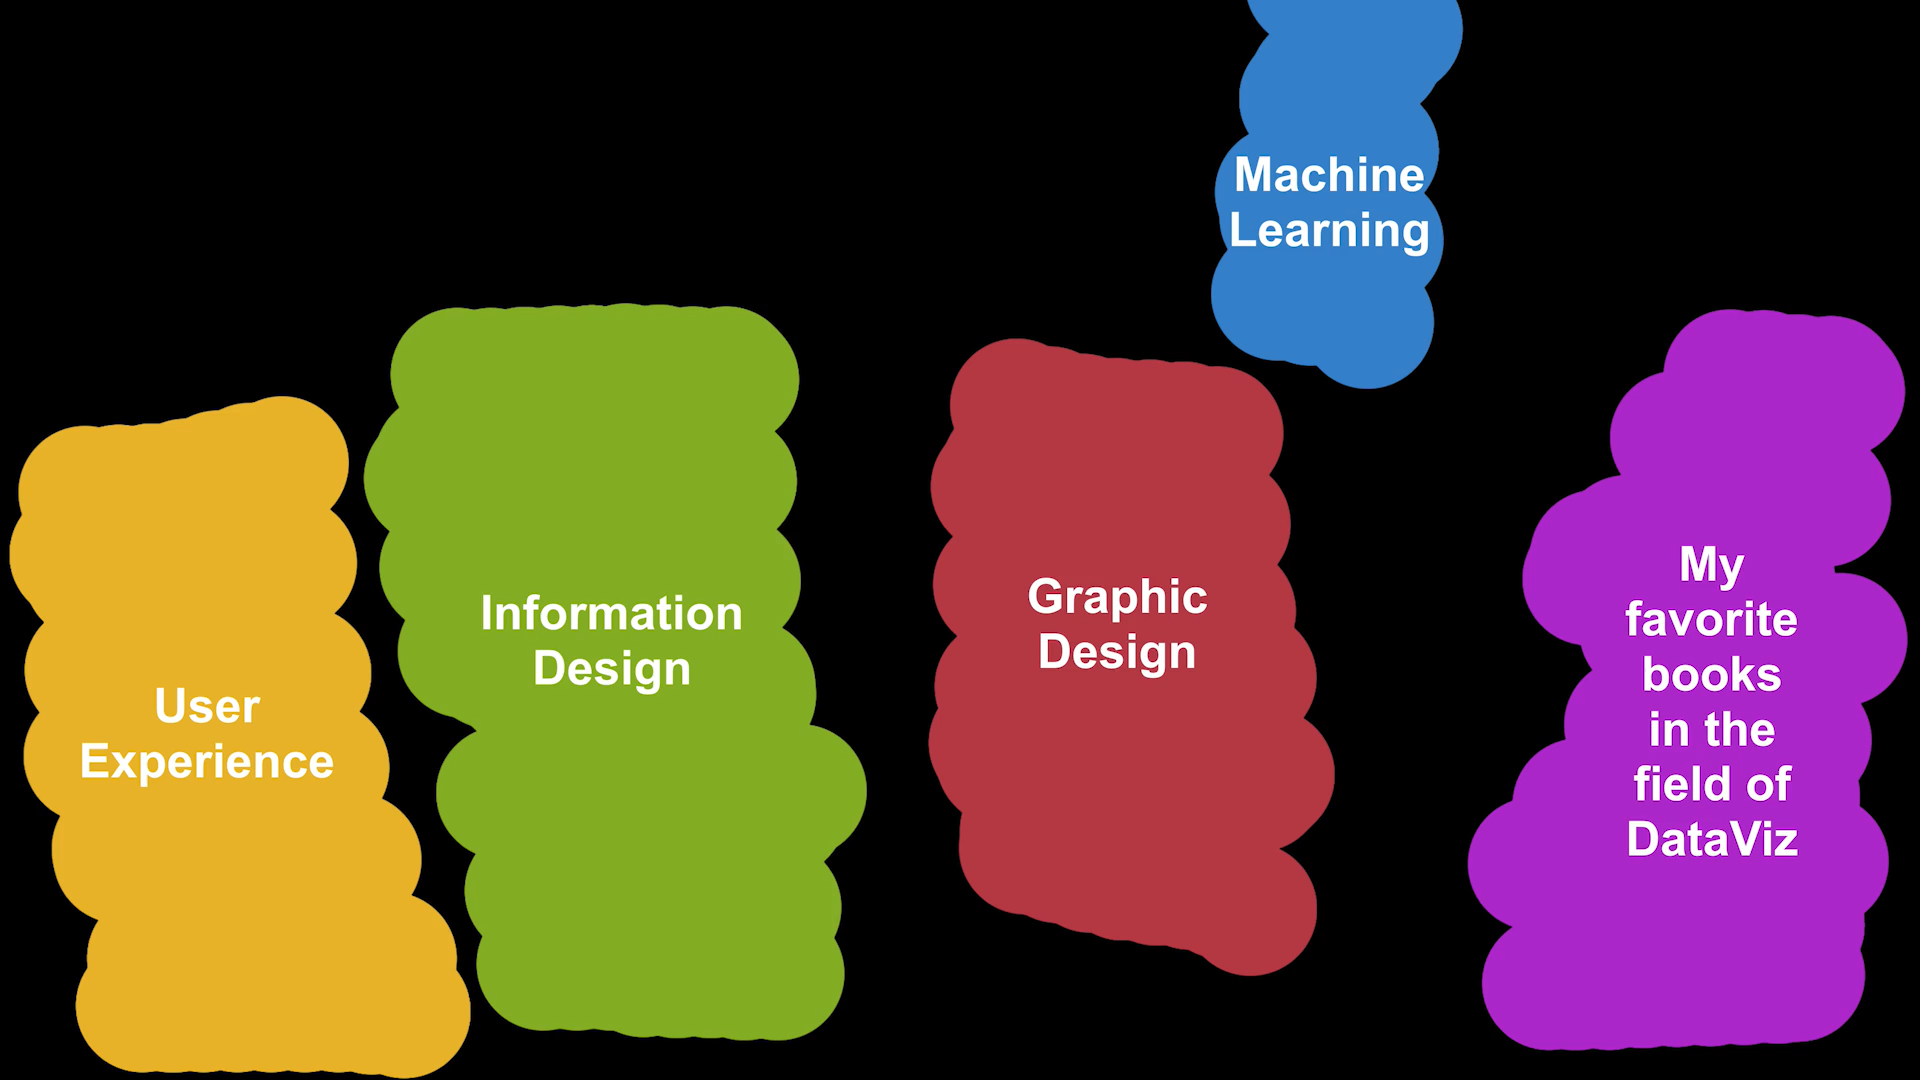 Machine
Learning
User
Experience
Information
Design
Graphic
Design
My
favorite
books
in the
field of
DataViz